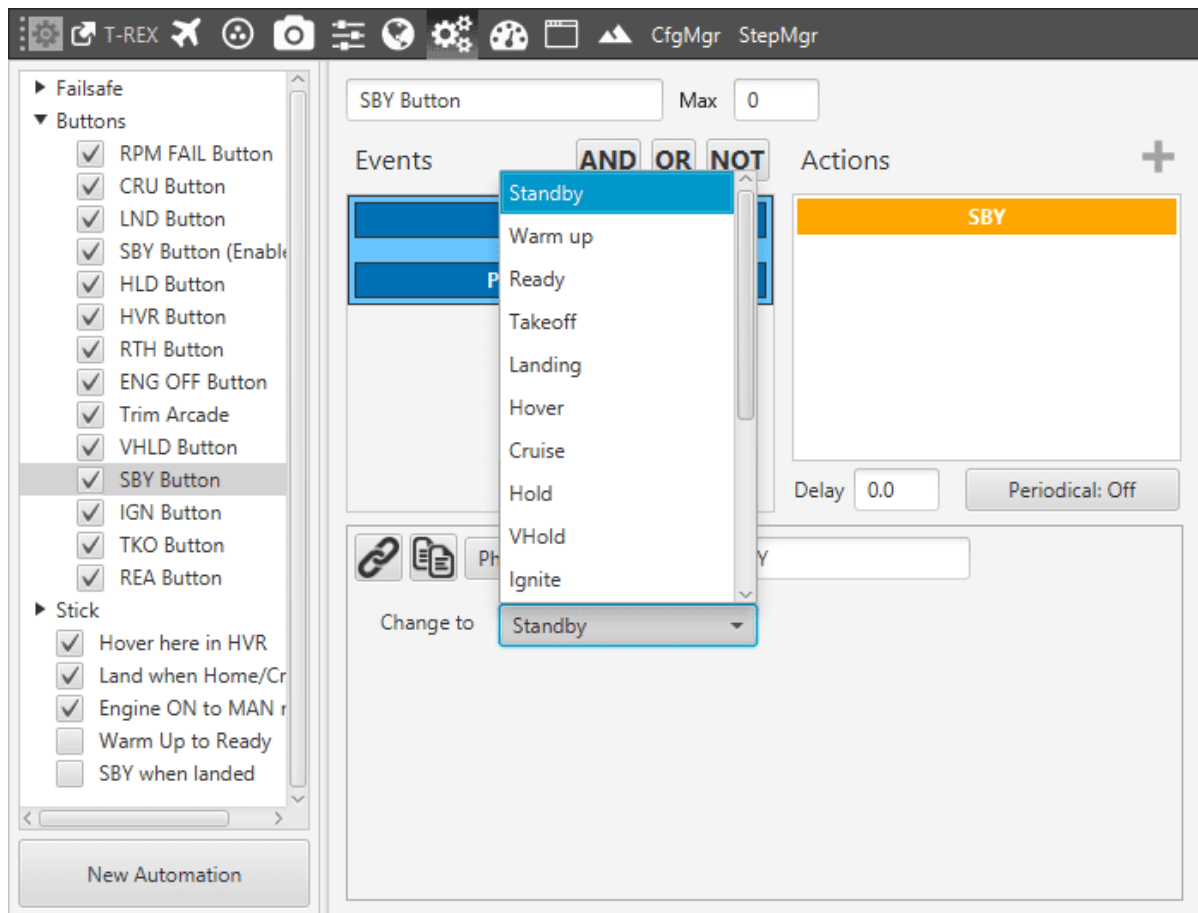 T-REX CfgMgr StepMgr
Failsafe
Buttons
RPM FAIL Button
CRU Button
LND Button
SBY Button (Enable
HLD Button
HVR Button
RTH Button
ENG OFF Button
Trim Arcade
VHLD Button
SBY Button
IGN Button
TKO Button
REA Button
Stick
Hover here in HVR
Land when Home/Cr
Engine ON to MAN r
Warm Up to Ready
SBY when landed
New Automation
SBY Button Max 0
Events AND OR NOT Actions
P
SBY
Delay 0.0 Periodical: Off
Standby
Warm up
Ready
Takeoff
Landing
Hover
Cruise
Hold
VHold
Ignite
Ph Y
Change to Standby